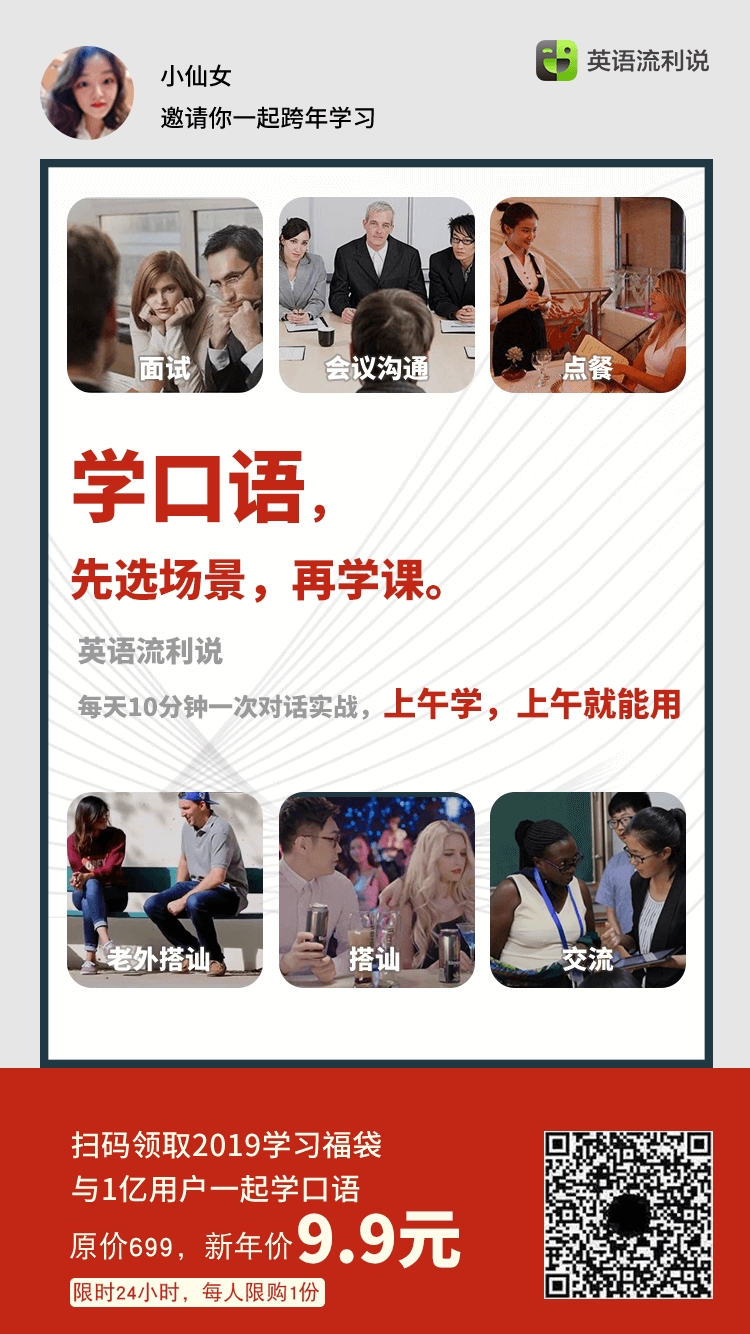 小仙女
邀请你一起跨年学习
英语流利说
面试
会议沟通
点餐
学口语，
先选场景，再学课。
英语流利说
每天10分钟一次对话实战，上午学，上午就能用
老外搭讪
搭讪
交流
扫码领取2019学习福袋
与1亿用户一起学口语
原价699，新年价9.9元
限时24小时，每人限购1份